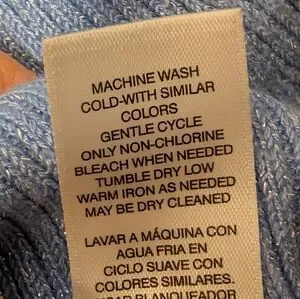 MACHINE WASH
COLD-WITH SIMILAR
COLORS
GENTLE CYCLE
ONLY NON-CHLORINE
BLEACH WHEN NEEDED
TUMBLE DRY LOW
WARM IRON AS NEEDED
MAY BE DRY CLEANED
LAVAR A MÁQUINA CON
AGUA FRIA EN
CICLO SUAVE CON
COLORES SIMILARES.
BLANQUEADOR